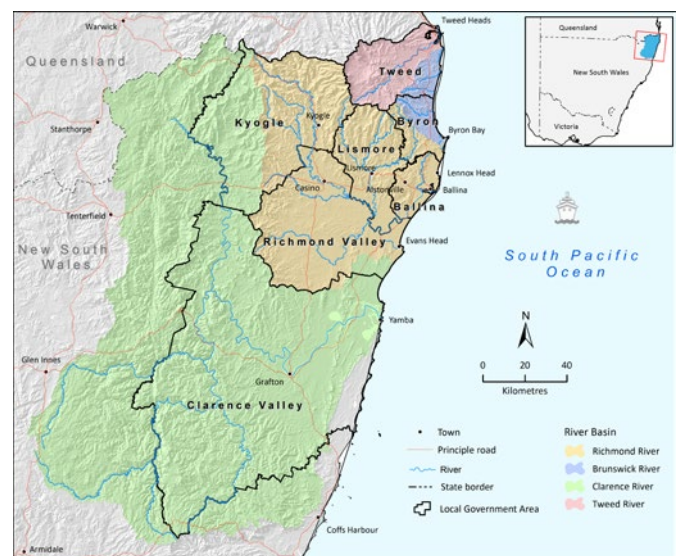 Tweed Heads
Warwick
Queensland
Tweed
Stanthorpe
Kyogle
Kyogle
Byron
Byron Bay
Lismore
Lismore
Casino
Alstonville
Lennox Head
Ballina
Ballina
Tenterfield
New South
Wales
Richmond Valley
Evans Head
South Pacific
Ocean
Yamba
Glen Innes
Grafton
Clarence Valley
Coffs Harbour
Armidale
Queensland
New South Wales
Victoria
N
0 20 40
Kilometres
Town
Principle road
River
State border
Local Government Area
River Basin
Richmond River
Brunswick River
Clarence River
Tweed River